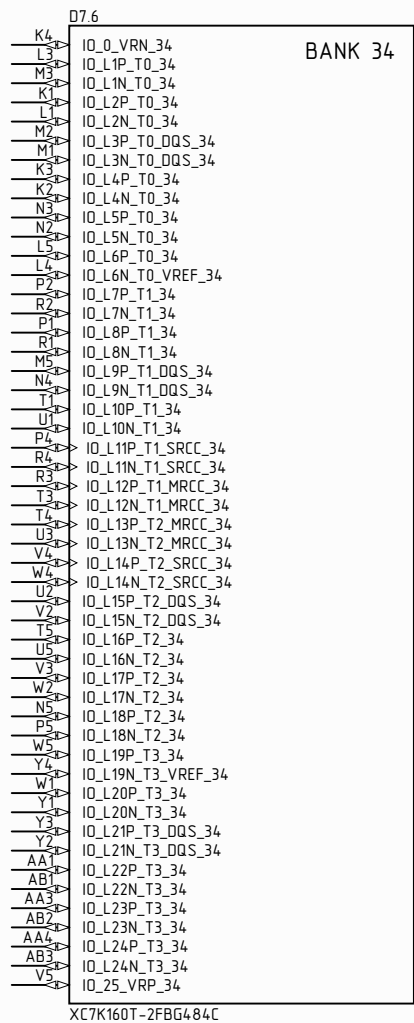 D7.6
BANK 34
K4 IO_0_VRN_34
L3 IO_L1P_T0_34
M3 IO_L1N_T0_34
K1 IO_L2P_T0_34
L1 IO_L2N_T0_34
M2 IO_L3P_T0_DQS_34
M1 IO_L3N_T0_DQS_34
K3 IO_L4P_T0_34
K2 IO_L4N_T0_34
N3 IO_L5P_T0_34
N2 IO_L5N_T0_34
L5 IO_L6P_T0_34
L4 IO_L6N_T0_VREF_34
P2 IO_L7P_T1_34
R2 IO_L7N_T1_34
P1 IO_L8P_T1_34
R1 IO_L8N_T1_34
M5 IO_L9P_T1_DQS_34
N4 IO_L9N_T1_DQS_34
T1 IO_L10P_T1_34
U1 IO_L10N_T1_34
P4 IO_L11P_T1_SRCC_34
R4 IO_L11N_T1_SRCC_34
R3 IO_L12P_T1_MRCC_34
T3 IO_L12N_T1_MRCC_34
T4 IO_L13P_T2_MRCC_34
U3 IO_L13N_T2_MRCC_34
V4 IO_L14P_T2_SRCC_34
W4 IO_L14N_T2_SRCC_34
U2 IO_L15P_T2_DQS_34
V2 IO_L15N_T2_DQS_34
T5 IO_L16P_T2_34
U5 IO_L16N_T2_34
V3 IO_L17P_T2_34
W2 IO_L17N_T2_34
N5 IO_L18P_T2_34
P5 IO_L18N_T2_34
W5 IO_L19P_T3_34
Y4 IO_L19N_T3_VREF_34
W1 IO_L20P_T3_34
Y1 IO_L20N_T3_34
Y3 IO_L21P_T3_DQS_34
Y2 IO_L21N_T3_DQS_34
AA1 IO_L22P_T3_34
AB1 IO_L22N_T3_34
AA3 IO_L23P_T3_34
AB2 IO_L23N_T3_34
AA4 IO_L24P_T3_34
AB3 IO_L24N_T3_34
V5 IO_25_VRP_34
XC7K160T-2FBG484C